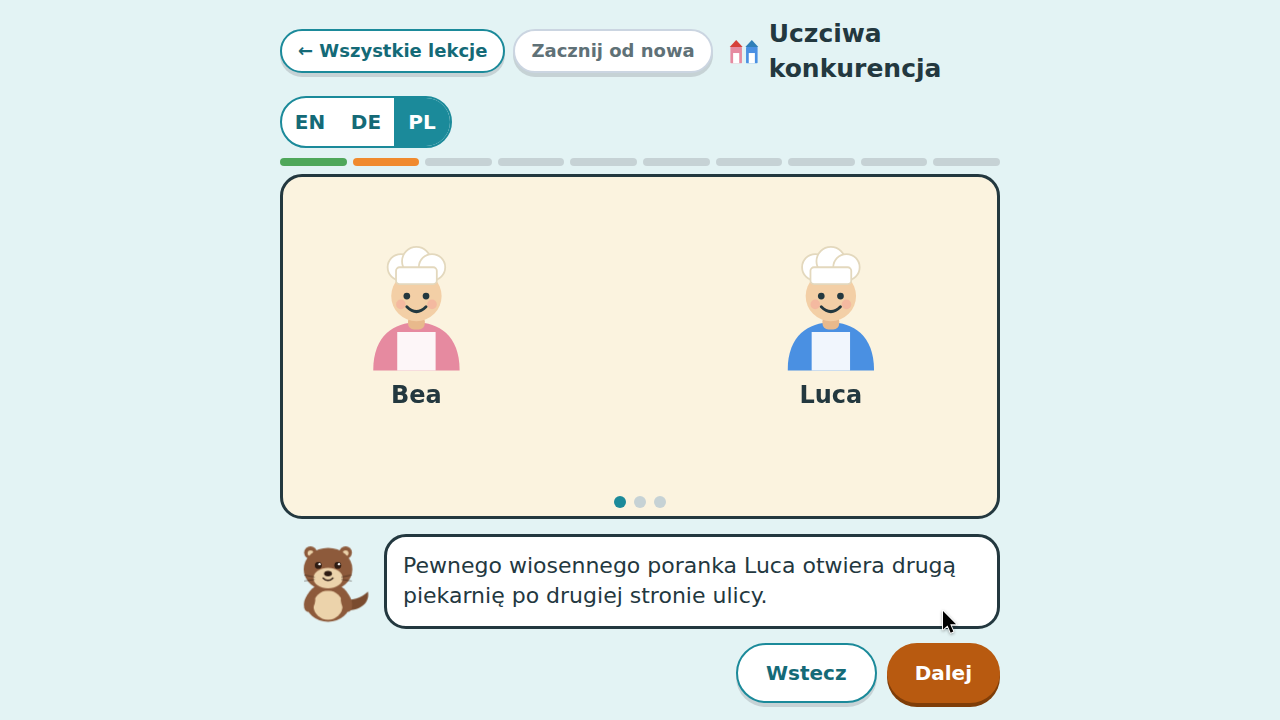 ← Wszystkie lekcje
Zacznij od nowa
Uczciwa
konkurencja
EN DE PL
Bea
Luca
Pewnego wiosennego poranka Luca otwiera drugą
piekarnię po drugiej stronie ulicy.
Wstecz
Dalej